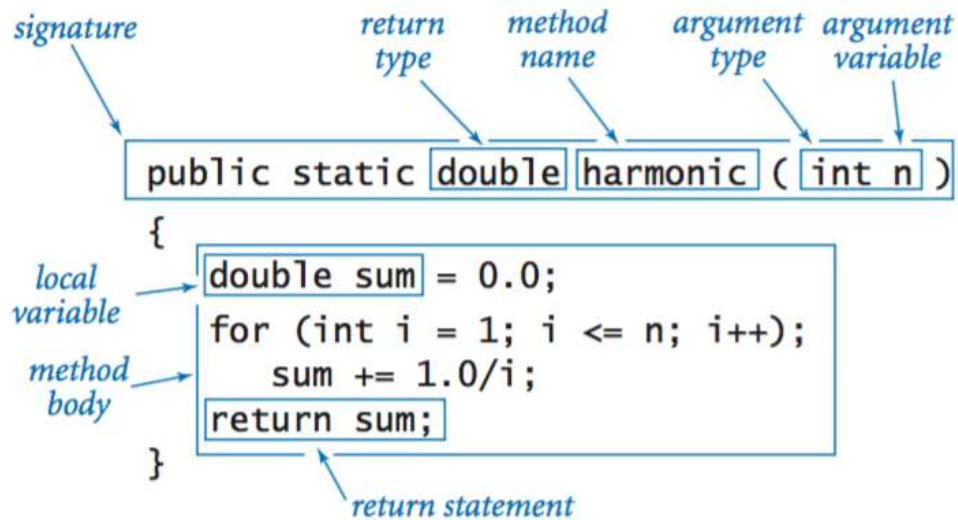 signature
return
type
method
name
argument
type
argument
variable
public static double harmonic ( int n )
{
local
variable
double sum = 0.0;
for (int i = 1; i <= n; i++);
method
body
sum += 1.0/i;
return sum;
}
return statement